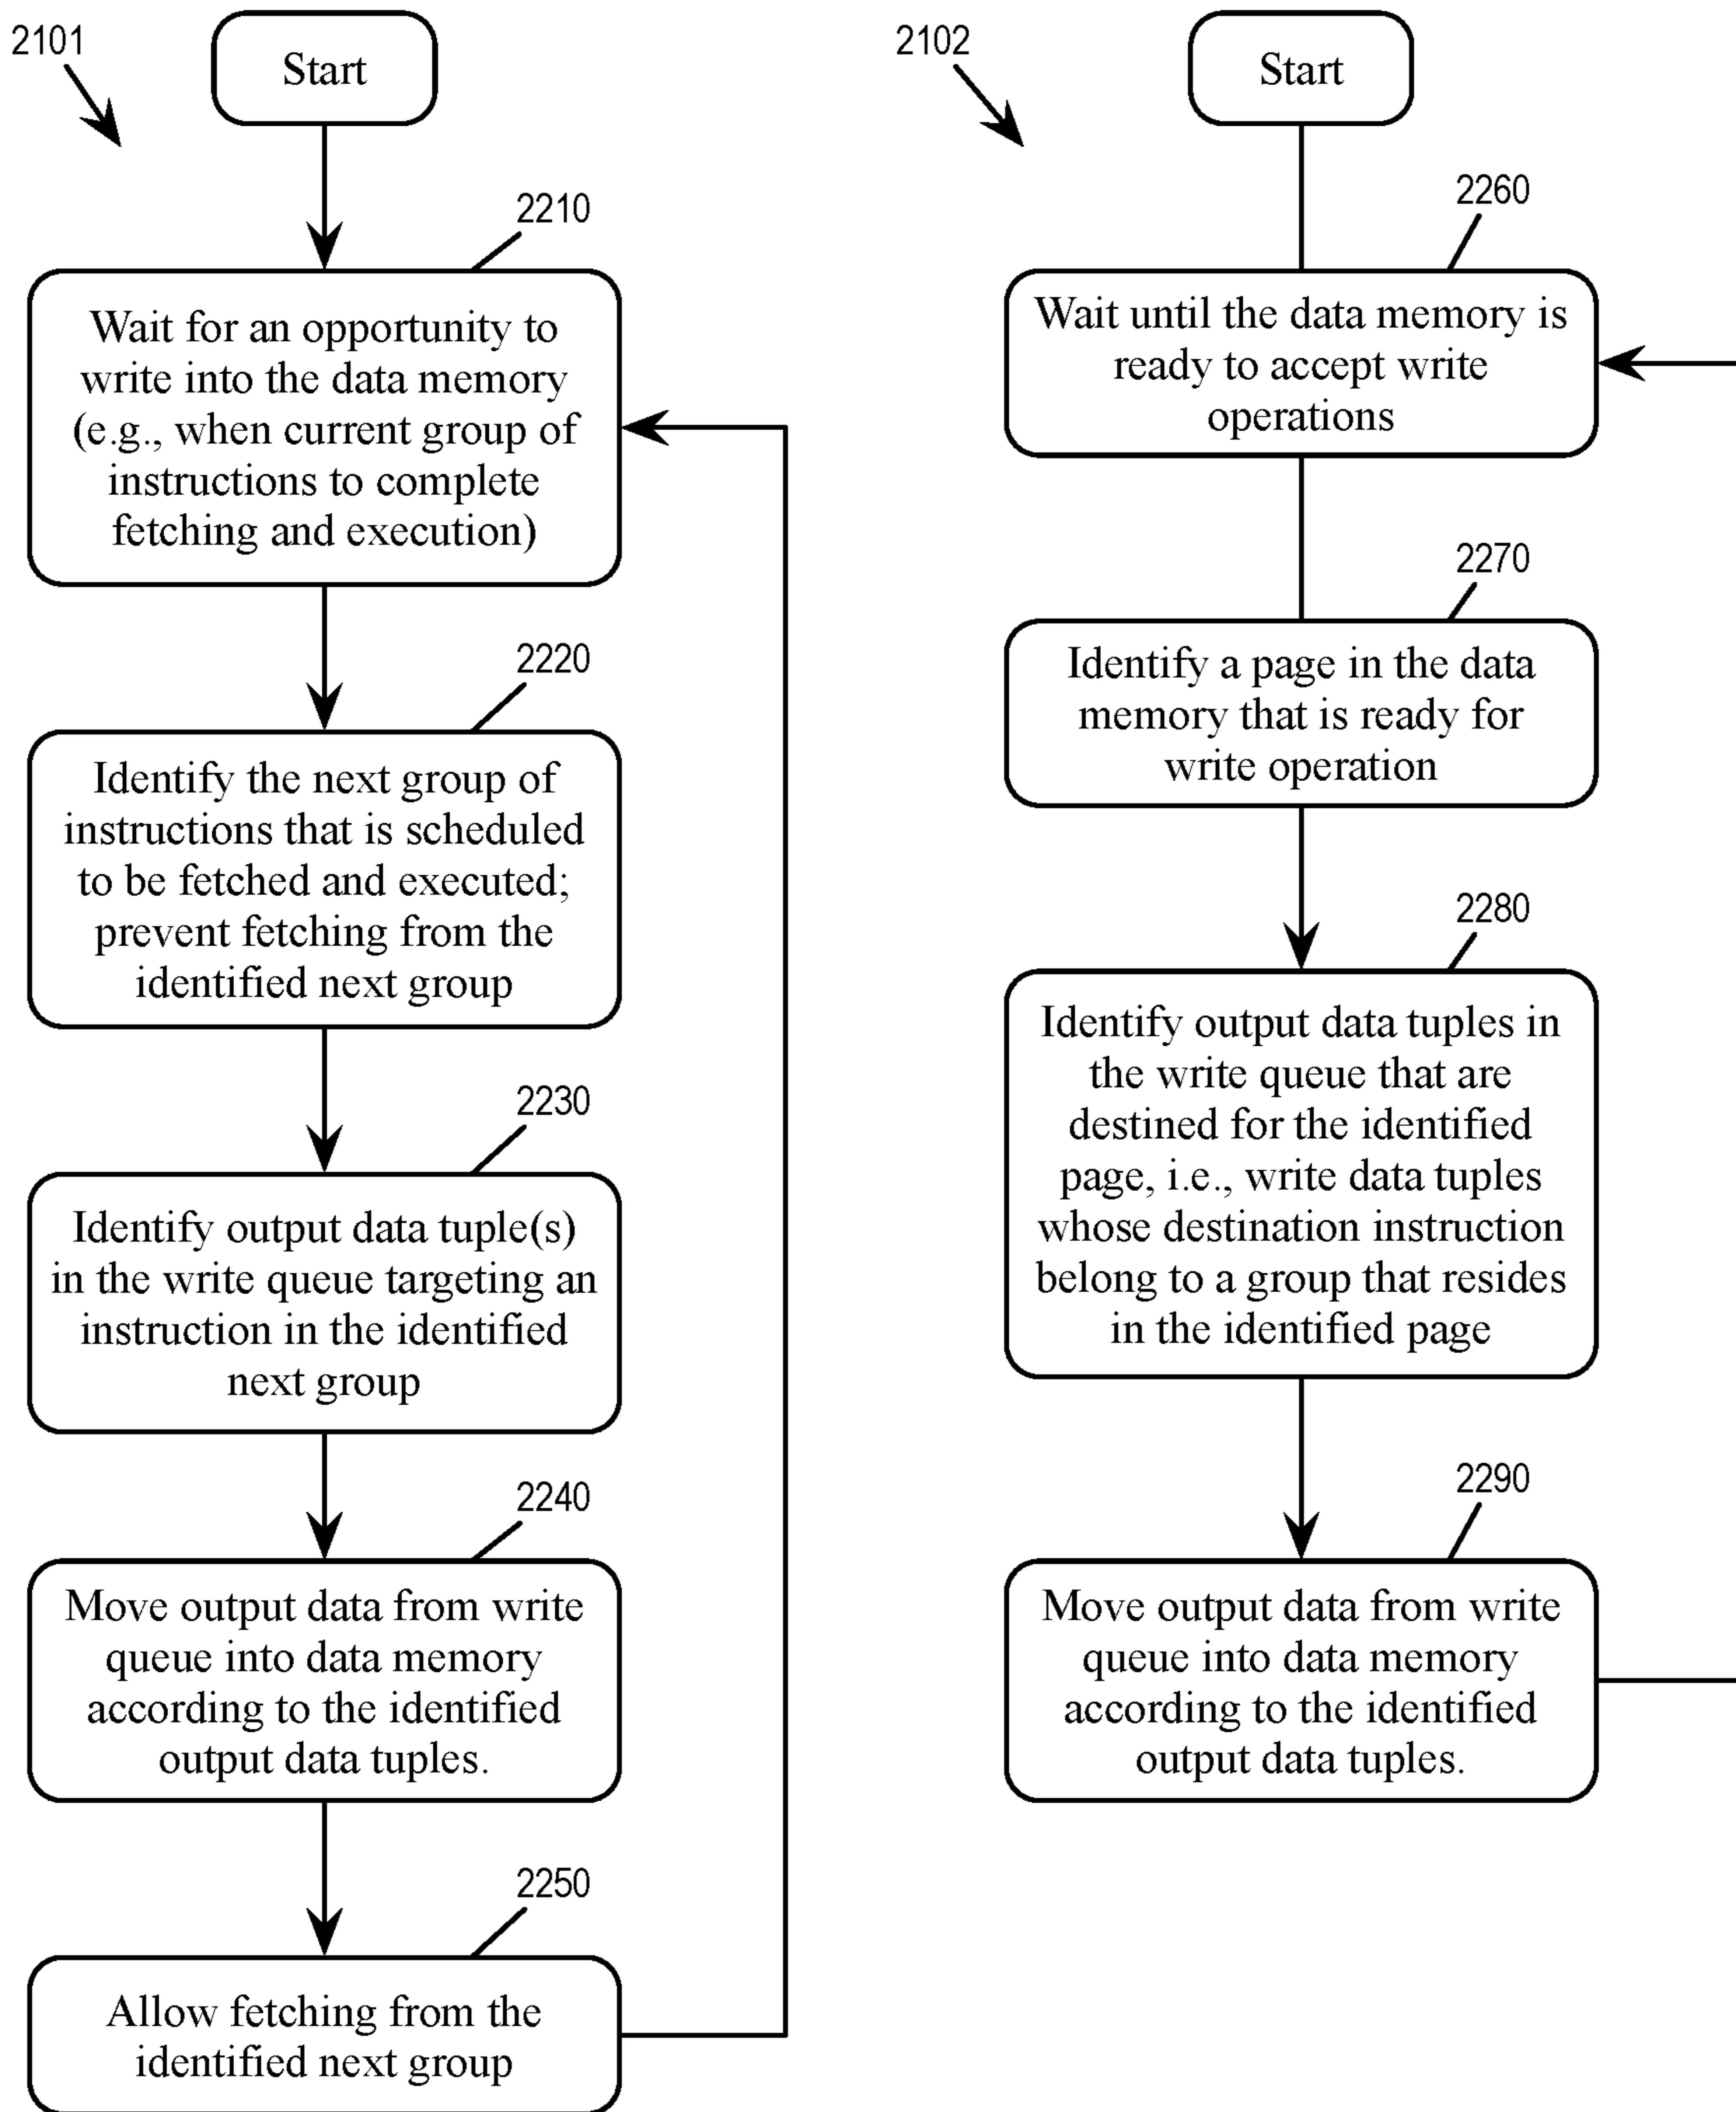 2101
Start
2210
Wait for an opportunity to
write into the data memory
(e.g., when current group of
instructions to complete
fetching and execution)
2220
Identify the next group of
instructions that is scheduled
to be fetched and executed;
prevent fetching from the
identified next group
2230
Identify output data tuple(s)
in the write queue targeting an
instruction in the identified
next group
2240
Move output data from write
queue into data memory
according to the identified
output data tuples.
2250
Allow fetching from the
identified next group
2102
Start
2260
Wait until the data memory is
ready to accept write
operations
2270
Identify a page in the data
memory that is ready for
write operation
2280
Identify output data tuples in
the write queue that are
destined for the identified
page, i.e., write data tuples
whose destination instruction
belong to a group that resides
in the identified page
2290
Move output data from write
queue into data memory
according to the identified
output data tuples.